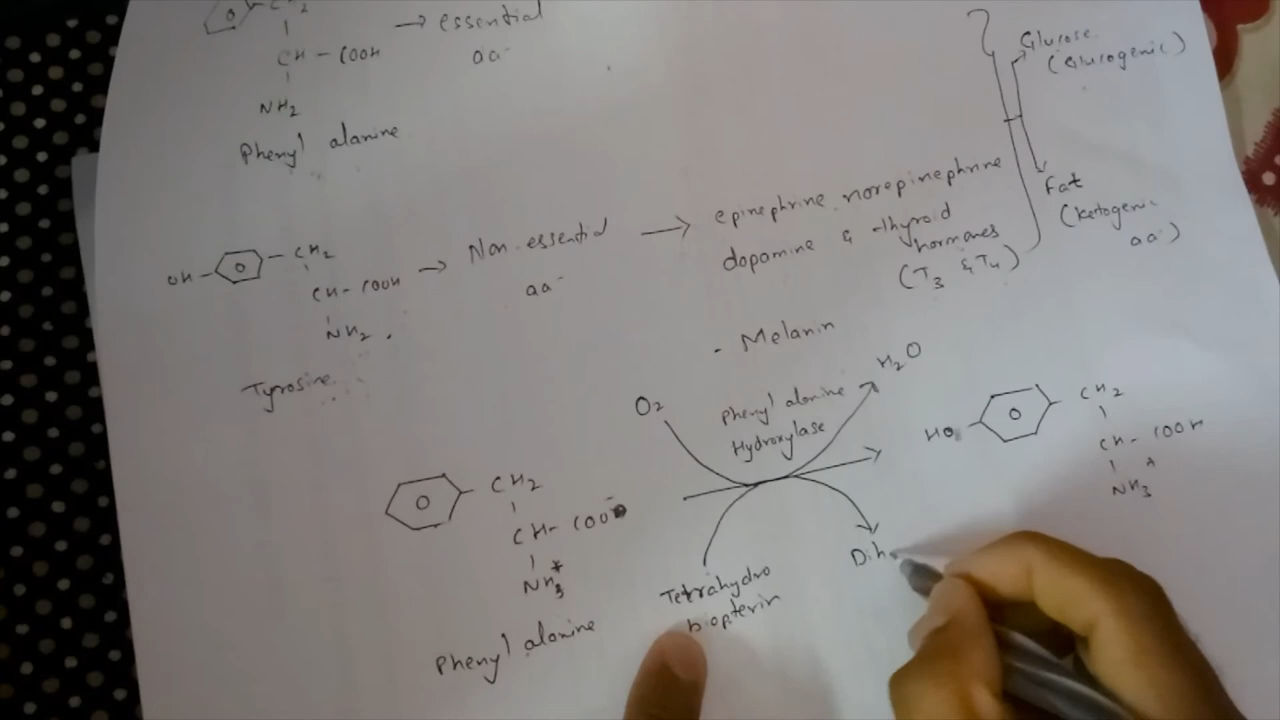 CH2
CH - COOH
NH2
Phenyl alanine
→ essential
aa-
Glucose
(Glucogenic)
Fat
(ketogenic
aa-)
OH
CH2
CH - COOH
NH2
Tyrosine
→ Non-essential
aa-
→ epinephrine, norepinephrine
dopamine & thyroid
hormones
(T3 & T4)
- Melanin
O2
Phenyl alanine
Hydroxylase
H2O
CH2
CH - COO-
NH3+
Phenyl alanine
Tetrahydro
biopterin
Dih
HO
CH2
CH - COOH
NH3+